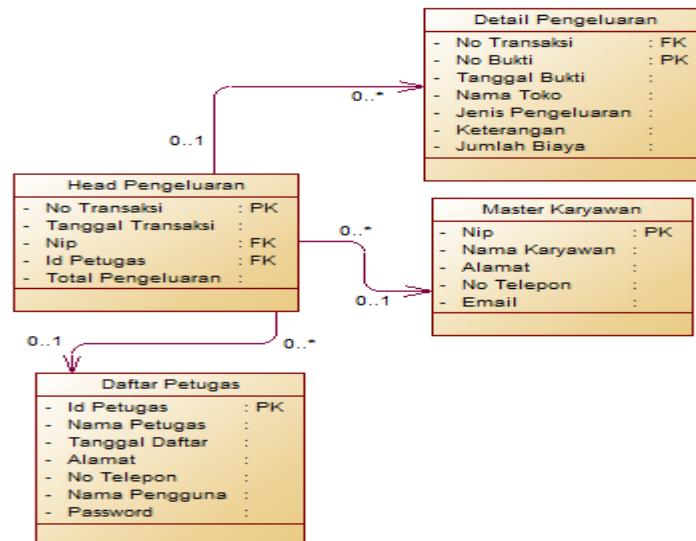 Detail Pengeluaran
- No Transaksi : FK
- No Bukti : PK
- Tanggal Bukti :
- Nama Toko :
- Jenis Pengeluaran :
- Keterangan :
- Jumlah Biaya :
0..*
0..1
Head Pengeluaran
- No Transaksi : PK
- Tanggal Transaksi :
- Nip : FK
- Id Petugas : FK
- Total Pengeluaran :
0..*
0..1
Master Karyawan
- Nip : PK
- Nama Karyawan :
- Alamat :
- No Telepon :
- Email :
0..1
0..*
Daftar Petugas
- Id Petugas : PK
- Nama Petugas :
- Tanggal Daftar :
- Alamat :
- No Telepon :
- Nama Pengguna :
- Password :